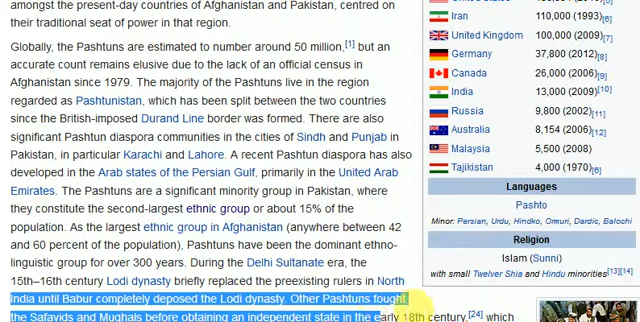 amongst the present-day countries of Afghanistan and Pakistan, centred on
their traditional seat of power in that region.
Globally, the Pashtuns are estimated to number around 50 million,[1] but an
accurate count remains elusive due to the lack of an official census in
Afghanistan since 1979. The majority of the Pashtuns live in the region
regarded as Pashtunistan, which has been split between the two countries
since the British-imposed Durand Line border was formed. There are also
significant Pashtun diaspora communities in the cities of Sindh and Punjab in
Pakistan, in particular Karachi and Lahore. A recent Pashtun diaspora has also
developed in the Arab states of the Persian Gulf, primarily in the United Arab
Emirates. The Pashtuns are a significant minority group in Pakistan, where
they constitute the second-largest ethnic group or about 15% of the
population. As the largest ethnic group in Afghanistan (anywhere between 42
and 60 percent of the population), Pashtuns have been the dominant ethno-
linguistic group for over 300 years. During the Delhi Sultanate era, the
15th–16th century Lodi dynasty briefly replaced the preexisting rulers in North
India until Babur completely deposed the Lodi dynasty. Other Pashtuns fought
the Safavids and Mughals before obtaining an independent state in the early 18th century,[24] which
Iran 110,000 (1993)[6]
United Kingdom 100,000 (2009)[7]
Germany 37,800 (2012)[8]
Canada 26,000 (2006)[9]
India 13,000 (2009)[10]
Russia 9,800 (2002)[11]
Australia 8,154 (2006)[12]
Malaysia 5,500 (2008)
Tajikistan 4,000 (1970)[6]
Languages
Pashto
Minor: Persian, Urdu, Hindko, Ormuri, Dardic, Balochi
Religion
Islam (Sunni)
with small Twelver Shia and Hindu minorities[13][14]